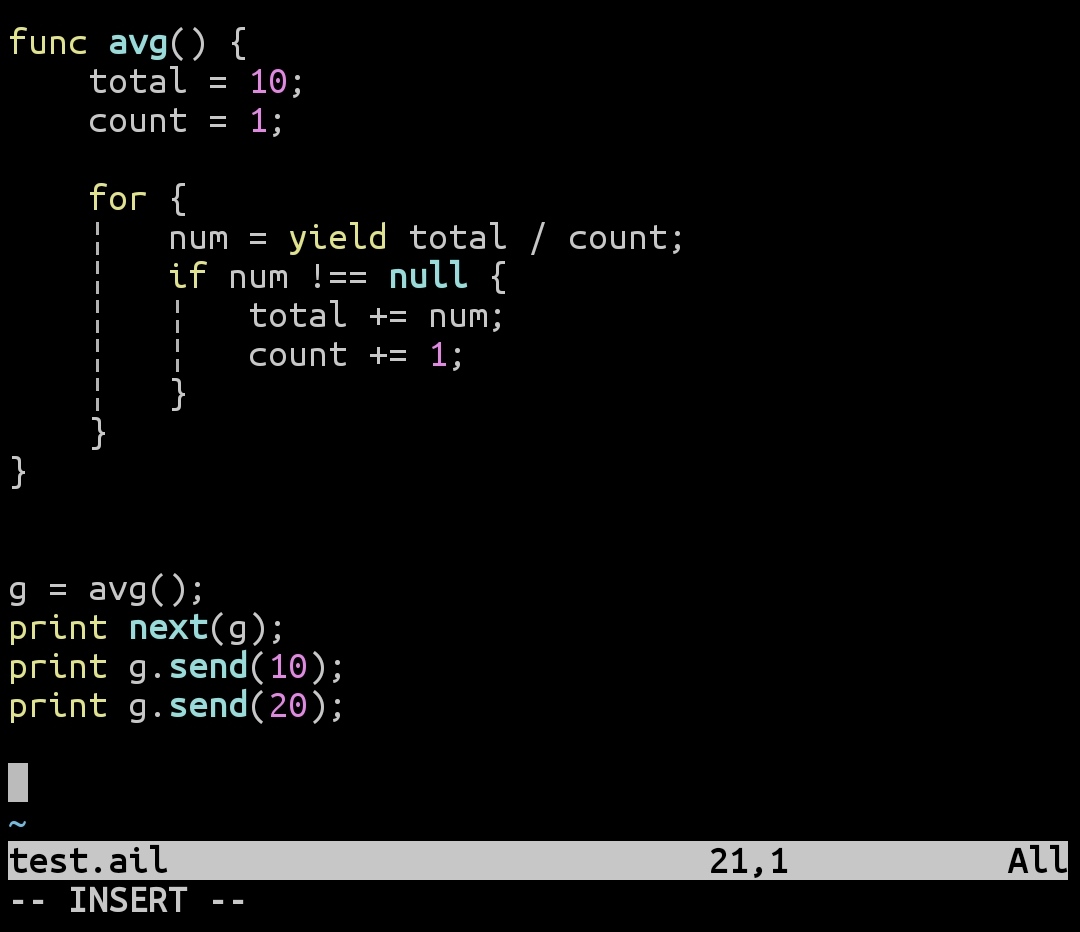 func avg() {
    total = 10;
    count = 1;

    for {
    ¦   num = yield total / count;
    ¦   if num !== null {
    ¦   ¦   total += num;
    ¦   ¦   count += 1;
    ¦   }
    }
}


g = avg();
print next(g);
print g.send(10);
print g.send(20);

~
test.ail 21,1 All
-- INSERT --